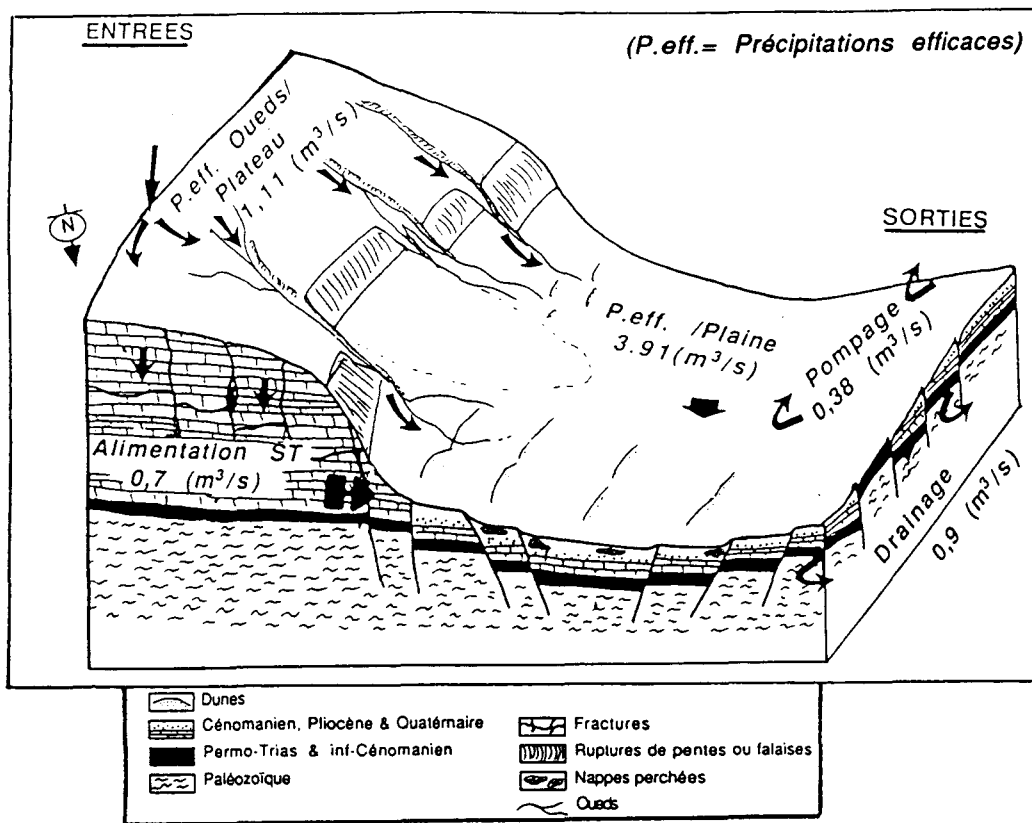 ENTREES
(P.eff.= Précipitations efficaces)
P.eff. Oueds/
Plateau
1,11 (m³/s)
N
SORTIES
P.eff. /Plaine
3.91(m³/s)
Pompage
0,38 (m³/s)
Alimentation ST
0,7 (m³/s)
Drainage
0,9 (m³/s)
Dunes
Cénomanien, Pliocène & Quaternaire
Permo-Trias & inf-Cénomanien
Paléozoïque
Fractures
Ruptures de pentes ou falaises
Nappes perchées
Oueds